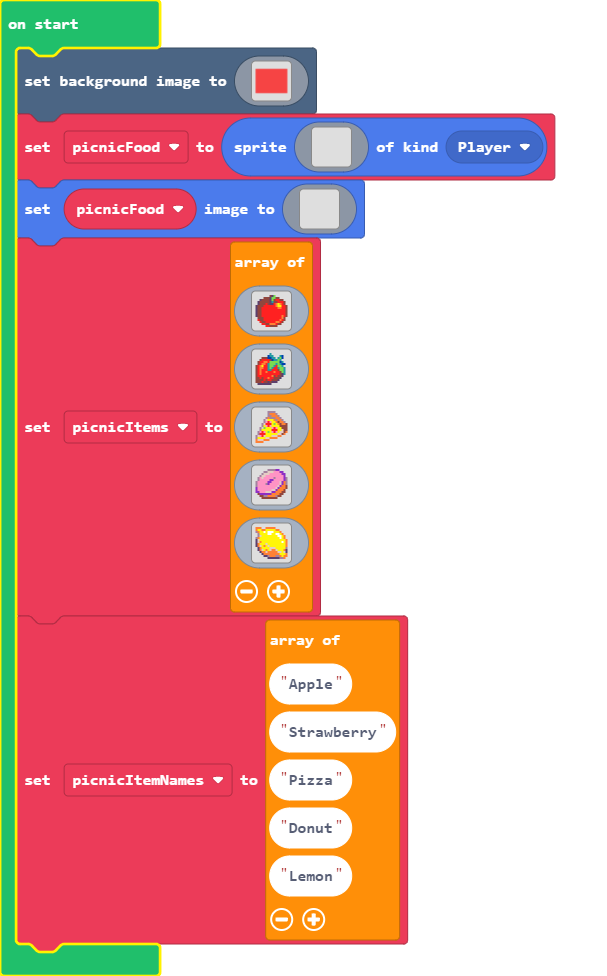 on start
set background image to
set picnicFood to sprite of kind Player
set picnicFood image to
array of
set picnicItems to
array of
"Apple"
"Strawberry"
"Pizza"
set picnicItemNames to
"Donut"
"Lemon"